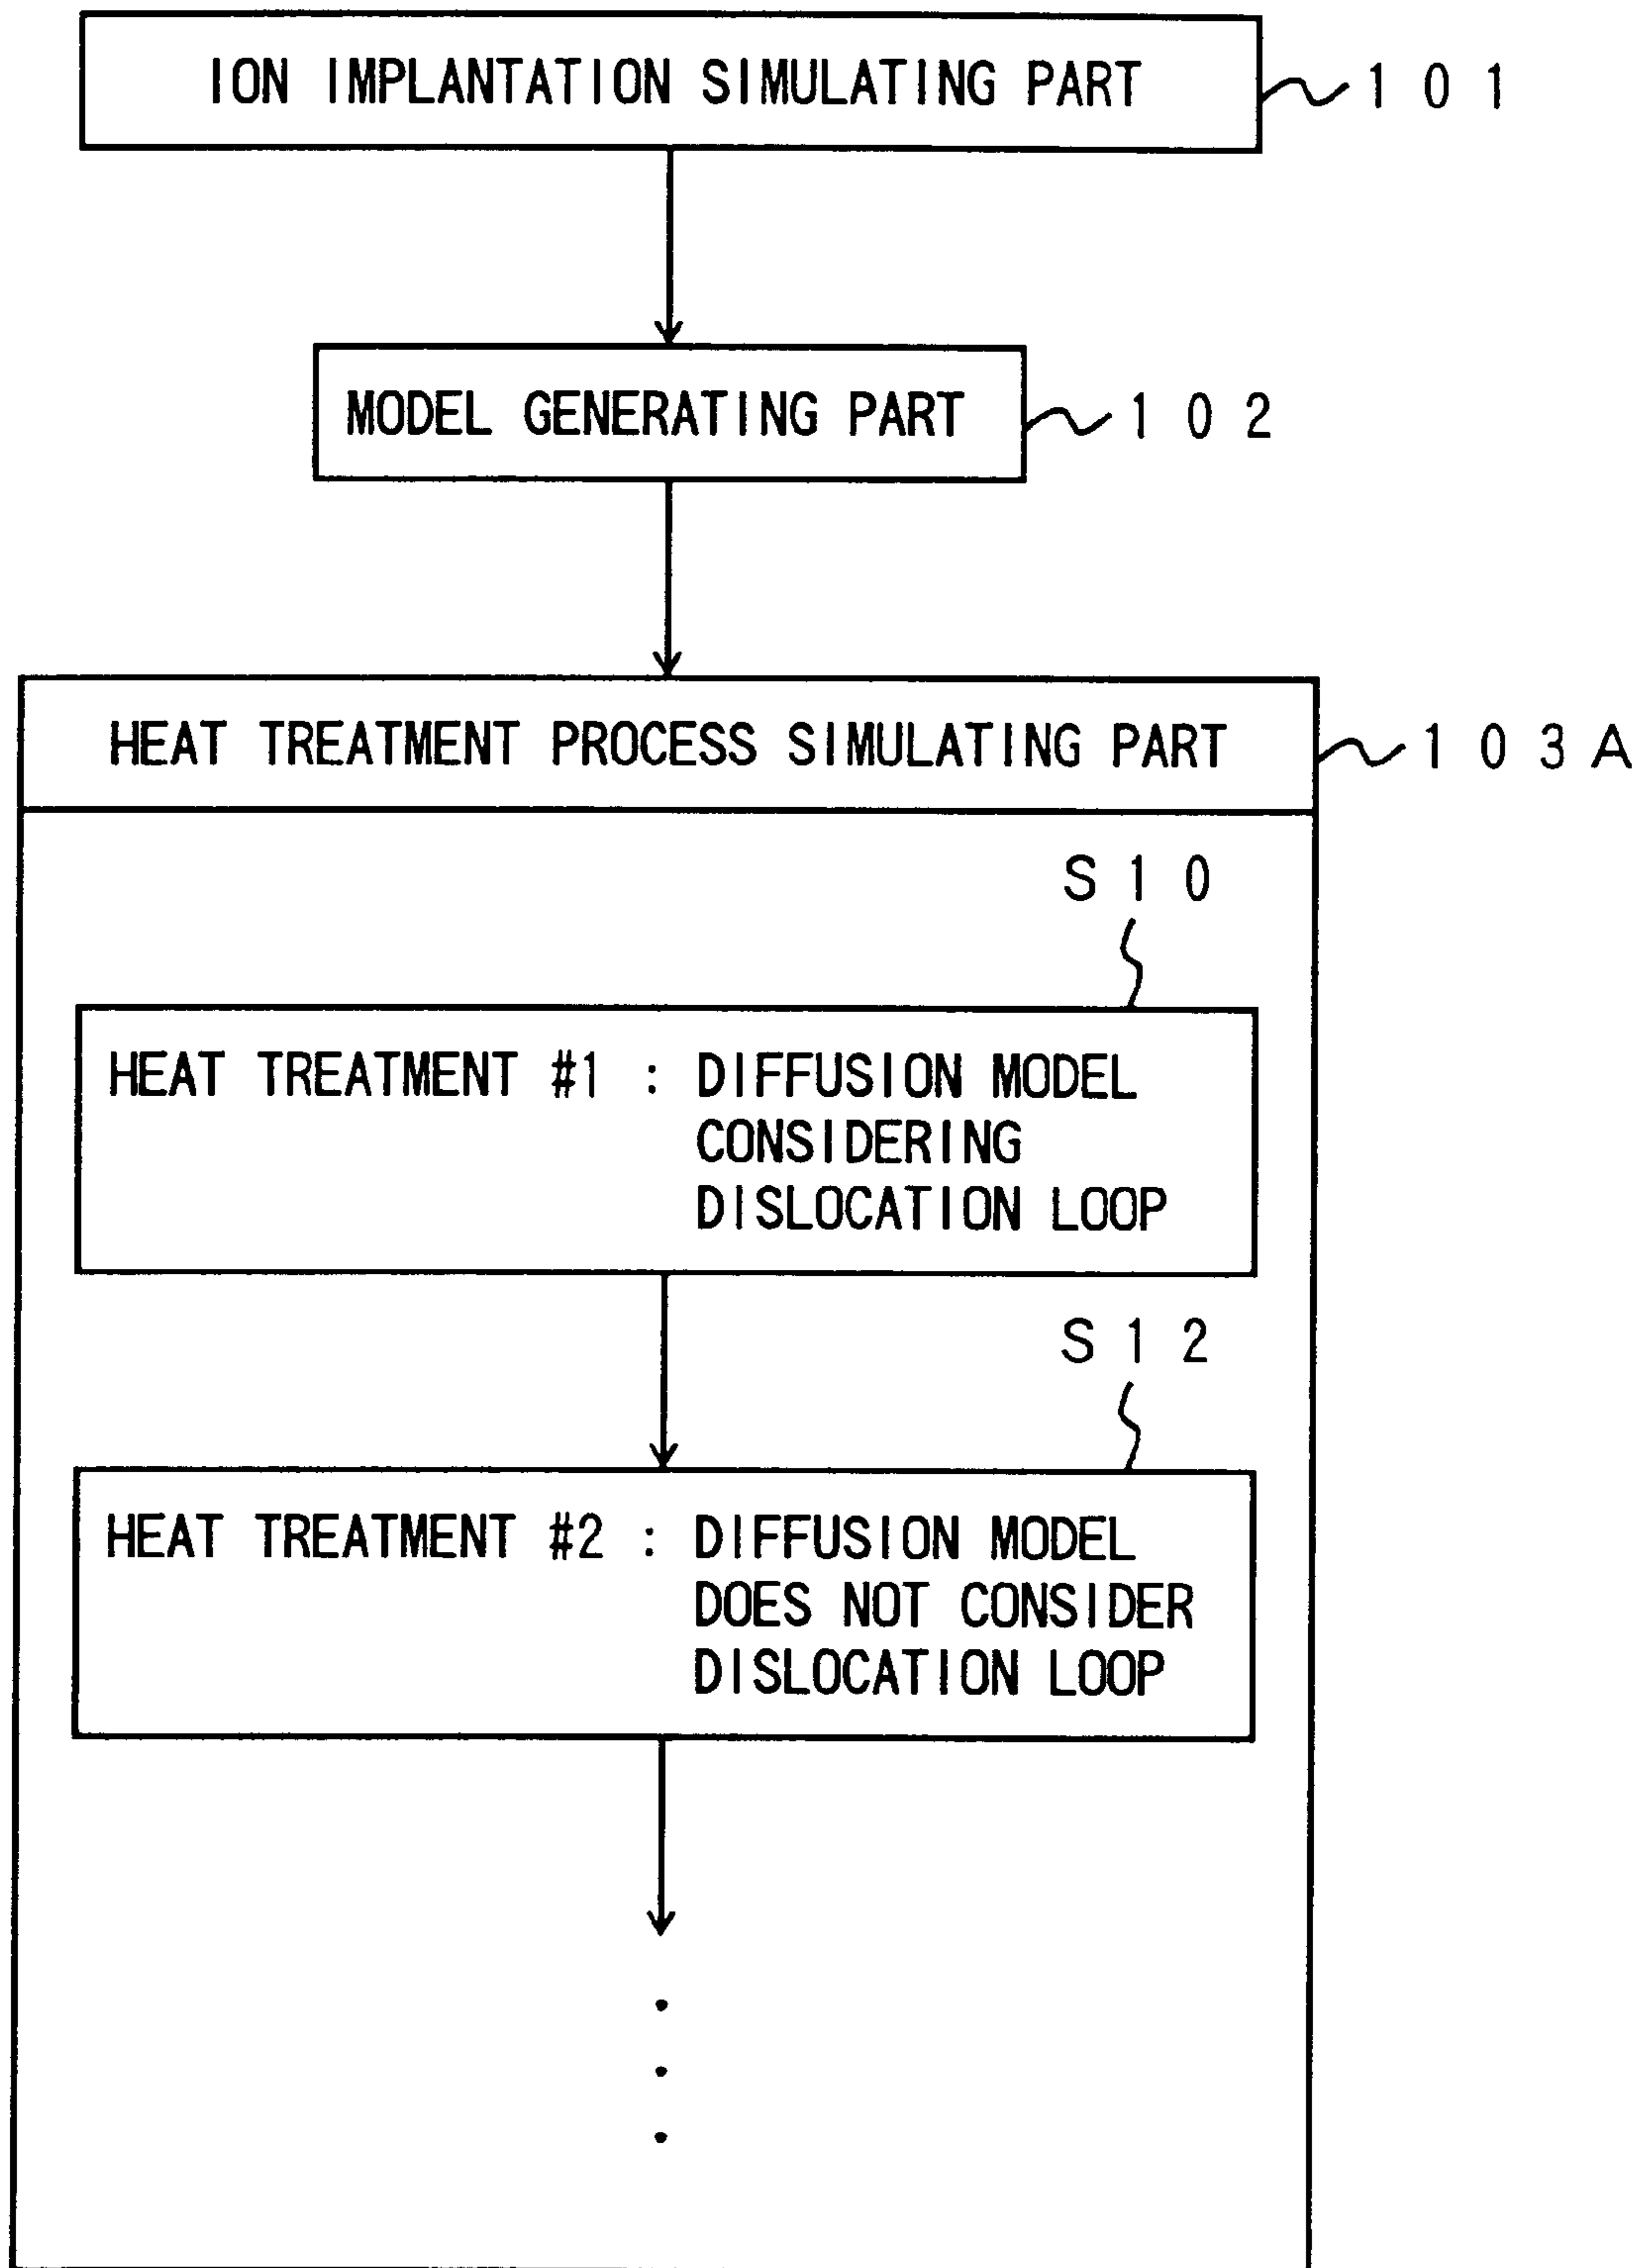 ION IMPLANTATION SIMULATING PART
101
MODEL GENERATING PART
102
HEAT TREATMENT PROCESS SIMULATING PART
103A
S10
HEAT TREATMENT #1 : DIFFUSION MODEL
CONSIDERING
DISLOCATION LOOP
S12
HEAT TREATMENT #2 : DIFFUSION MODEL
DOES NOT CONSIDER
DISLOCATION LOOP